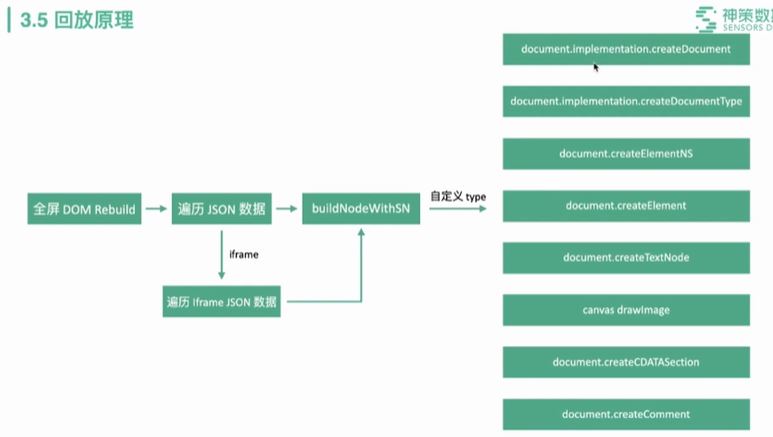 3.5 回放原理
神策数据
SENSORS D
document.implementation.createDocument
document.implementation.createDocumentType
document.createElementNS
全屏 DOM Rebuild
遍历 JSON 数据
buildNodeWithSN
自定义 type
document.createElement
iframe
document.createTextNode
遍历 Iframe JSON 数据
canvas drawImage
document.createCDATASection
document.createComment